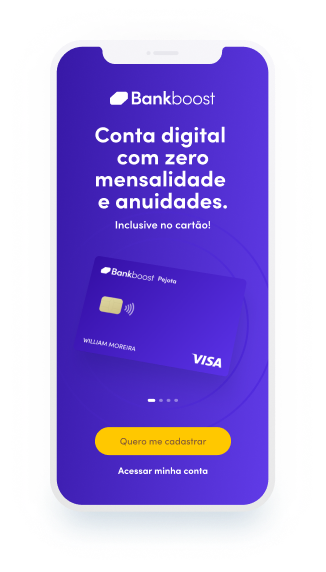 Bankboost
Conta digital
com zero
mensalidade
e anuidades.
Inclusive no cartão!
Bankboost Pejota
WILLIAM MOREIRA
VISA
Quero me cadastrar
Acessar minha conta